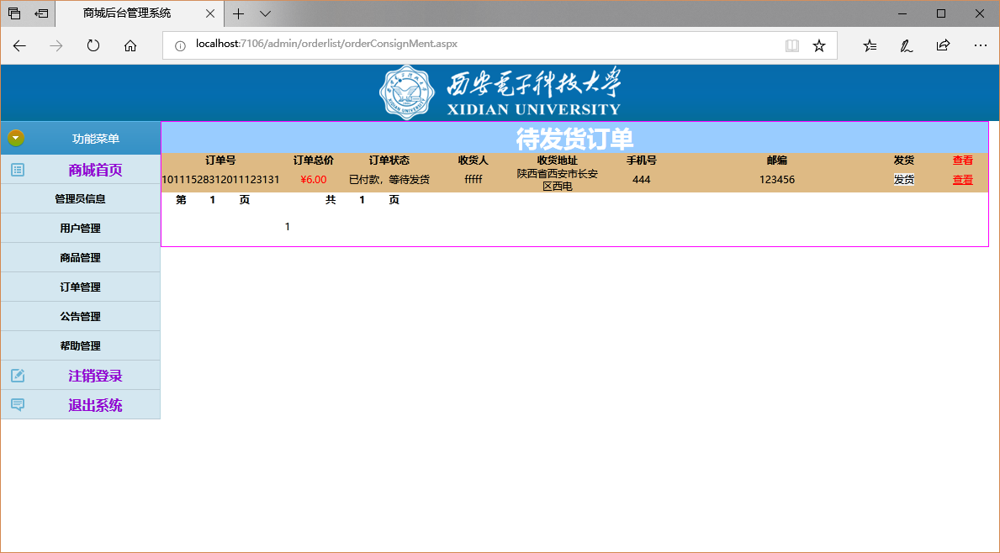 商城后台管理系统
localhost:7106/admin/orderlist/orderConsignMent.aspx
西安电子科技大学
XIDIAN UNIVERSITY
功能菜单
商城首页
管理员信息
用户管理
商品管理
订单管理
公告管理
帮助管理
注销登录
退出系统
待发货订单
订单号 订单总价 订单状态 收货人 收货地址 手机号 邮编 发货 查看
10111528312011123131 ¥6.00 已付款，等待发货 fffff 陕西省西安市长安 444 123456 发货 查看
区西电
第 1 页 共 1 页
1